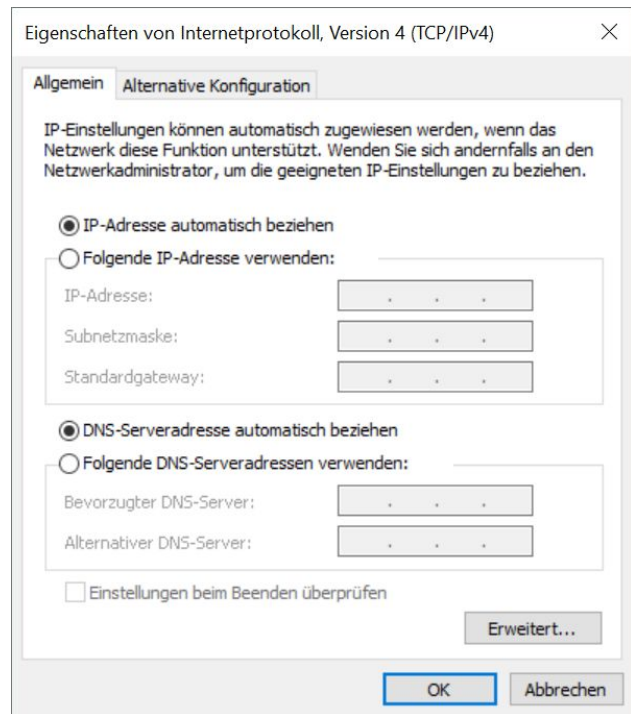 Eigenschaften von Internetprotokoll, Version 4 (TCP/IPv4)
Allgemein
Alternative Konfiguration
IP-Einstellungen können automatisch zugewiesen werden, wenn das
Netzwerk diese Funktion unterstützt. Wenden Sie sich andernfalls an den
Netzwerkadministrator, um die geeigneten IP-Einstellungen zu beziehen.
IP-Adresse automatisch beziehen
Folgende IP-Adresse verwenden:
IP-Adresse: . . .
Subnetzmaske: . . .
Standardgateway: . . .
DNS-Serveradresse automatisch beziehen
Folgende DNS-Serveradressen verwenden:
Bevorzugter DNS-Server: . . .
Alternativer DNS-Server: . . .
Einstellungen beim Beenden überprüfen
Erweitert...
OK
Abbrechen